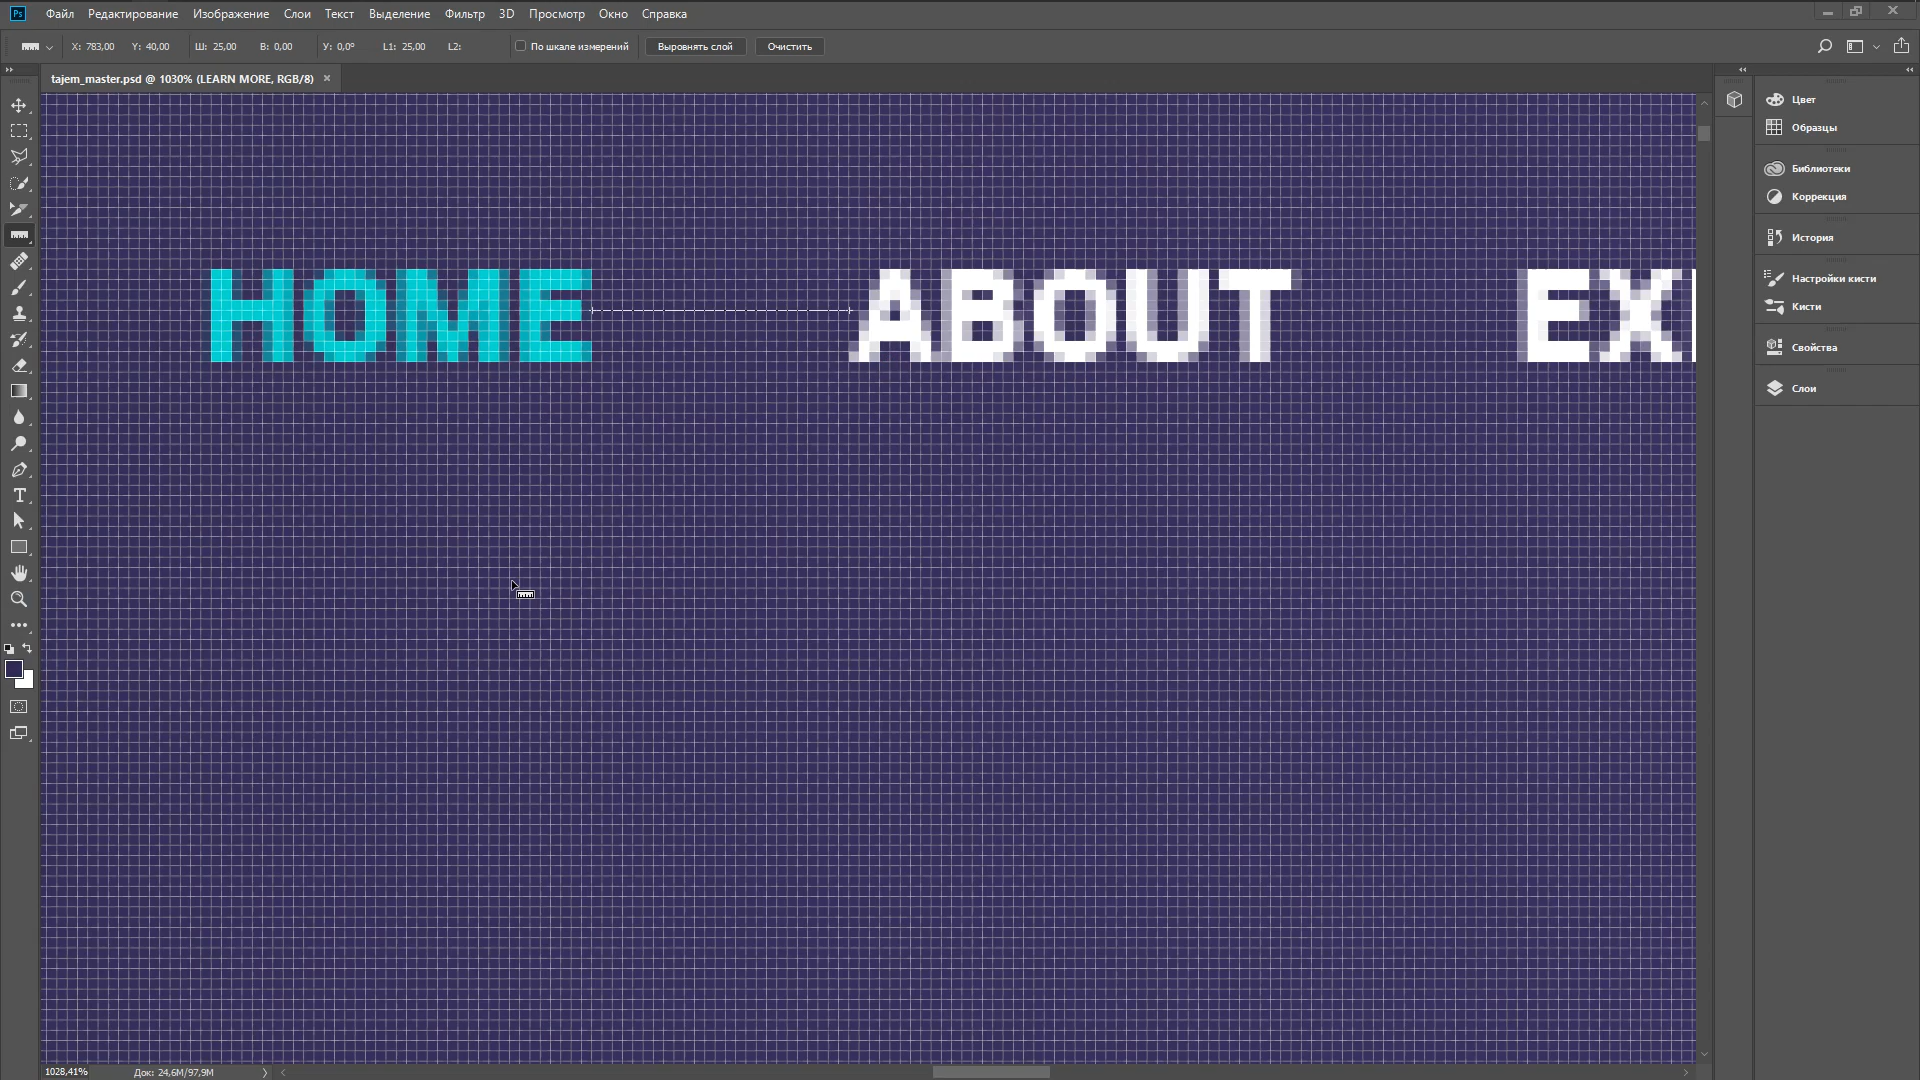 Ps Файл Редактирование Изображение Слои Текст Выделение Фильтр 3D Просмотр Окно Справка
X: 783,00 Y: 40,00 Ш: 25,00 В: 0,00 У: 0,0° L1: 25,00 L2: По шкале измерений Выровнять слой Очистить
tajem_master.psd @ 1030% (LEARN MORE, RGB/8) ×
Цвет
Образцы
Библиотеки
Коррекция
История
Настройки кисти
Кисти
Свойства
Слои
HOME ABOUT EX
1028,41% Док: 24,6M/97,9M